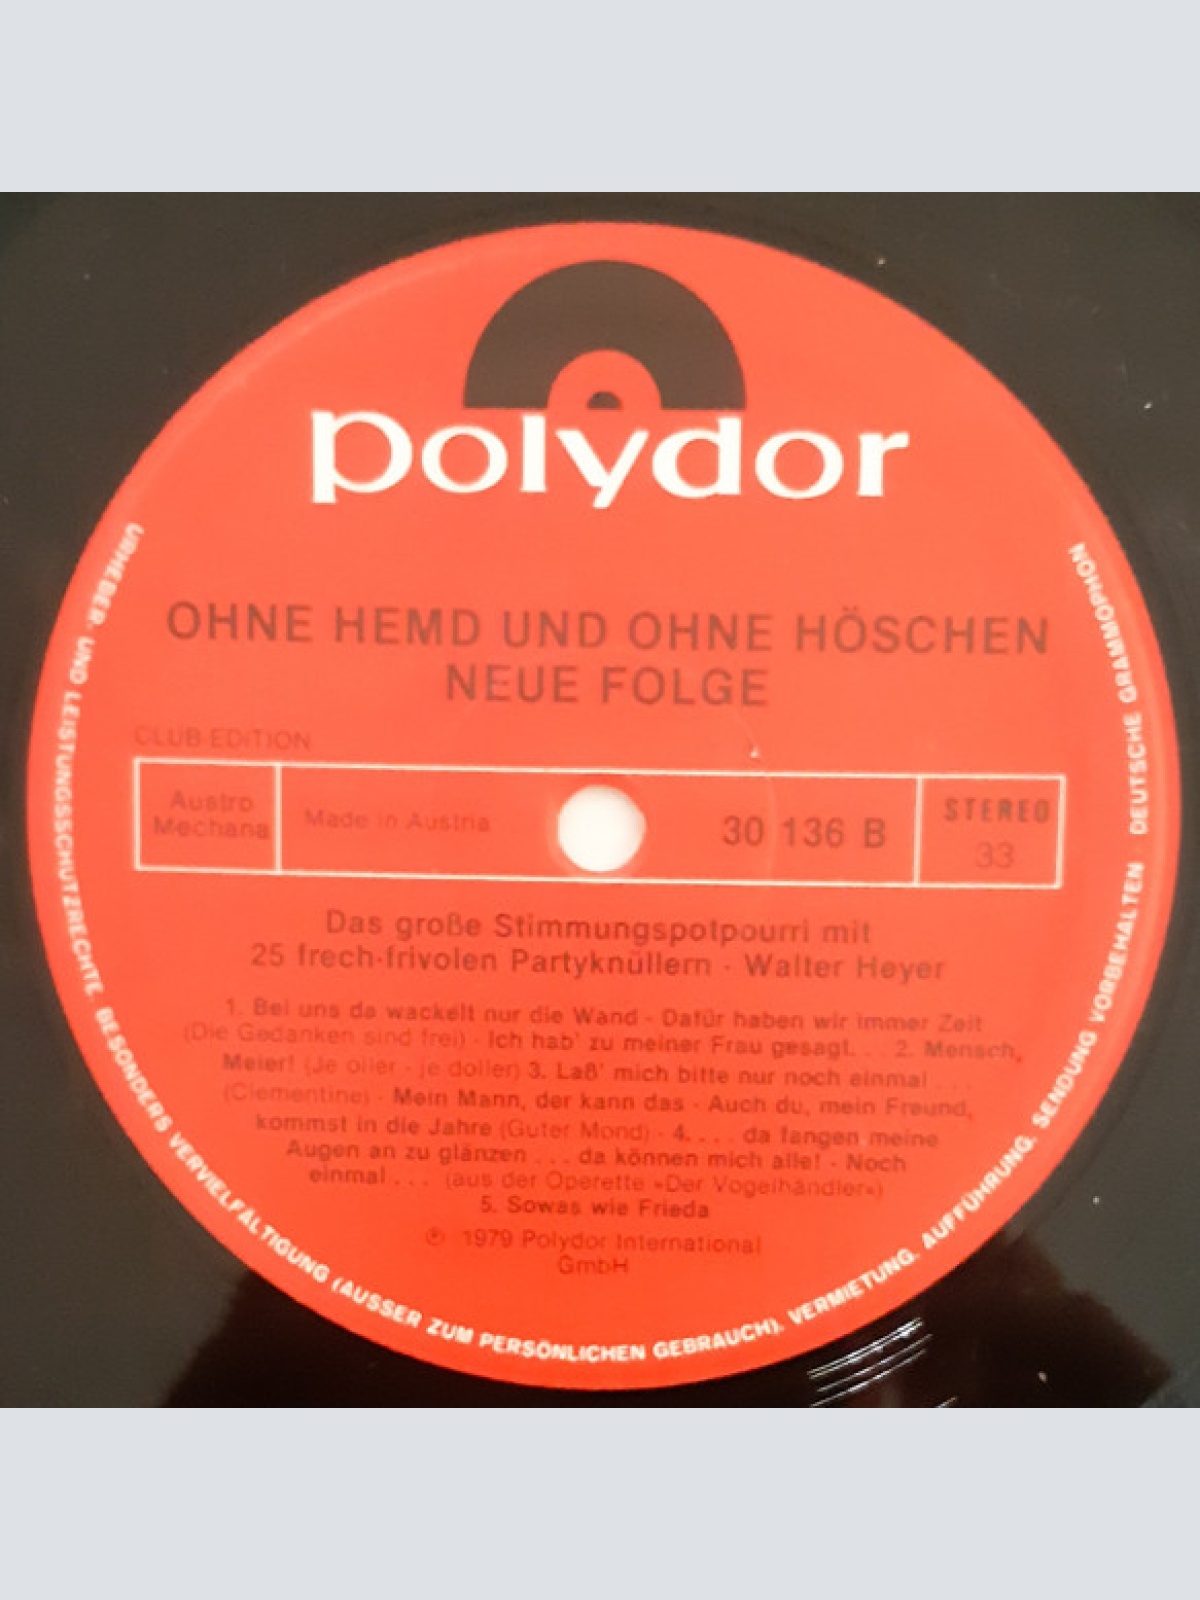 polydor
OHNE HEMD UND OHNE HÖSCHEN
NEUE FOLGE
CLUB-EDITION
Austro
Mechana
Made in Austria
30 136 B
STEREO
33
Das große Stimmungspotpourri mit
25 frech-frivolen Partyknüllern · Walter Heyer
1. Bei uns da wackelt nur die Wand - Dafür haben wir immer Zeit
(Die Gedanken sind frei) - Ich hab' zu meiner Frau gesagt. . . 2. Mensch,
Meier! (Je oller - je doller) 3. Laß' mich bitte nur noch einmal . . .
(Clementine) - Mein Mann, der kann das - Auch du, mein Freund,
kommst in die Jahre (Guter Mond) - 4. . . . da fangen meine
Augen an zu glänzen . . . da können mich alle! - Noch
einmal . . . (aus der Operette »Der Vogelhändler«)
5. Sowas wie Frieda
℗ 1979 Polydor International
GmbH
URHEBER- UND LEISTUNGSSCHUTZRECHTE, BESONDERS VERVIELFÄLTIGUNG (AUSSER ZUM PERSÖNLICHEN GEBRAUCH), VERMIETUNG, AUFFÜHRUNG, SENDUNG VORBEHALTEN · DEUTSCHE GRAMMOPHON